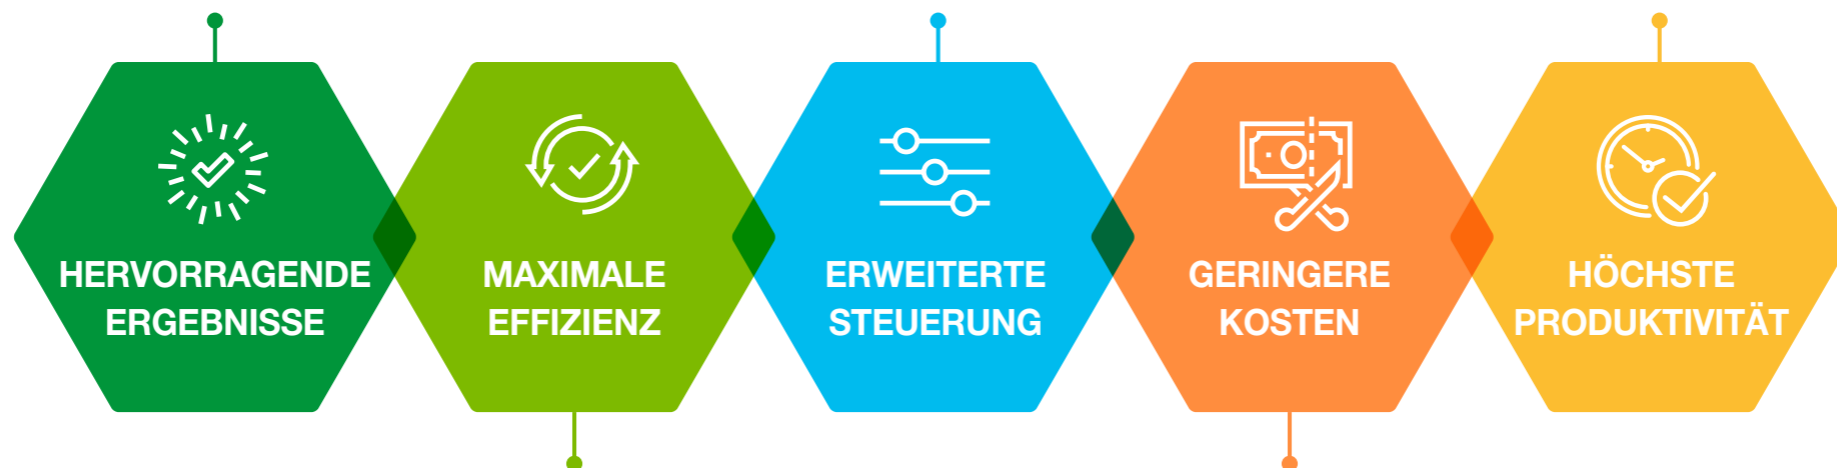 HERVORRAGENDE
ERGEBNISSE
MAXIMALE
EFFIZIENZ
ERWEITERTE
STEUERUNG
GERINGERE
KOSTEN
HÖCHSTE
PRODUKTIVITÄT